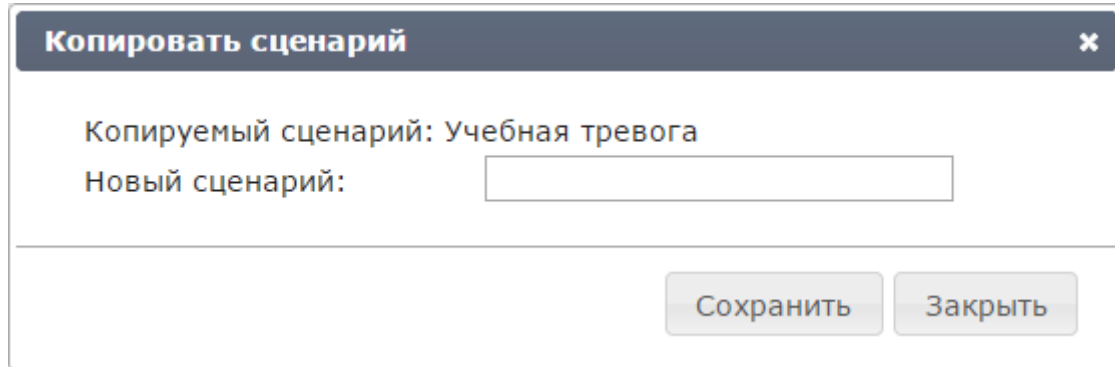 Копировать сценарий
Копируемый сценарий: Учебная тревога
Новый сценарий:
Сохранить Закрыть